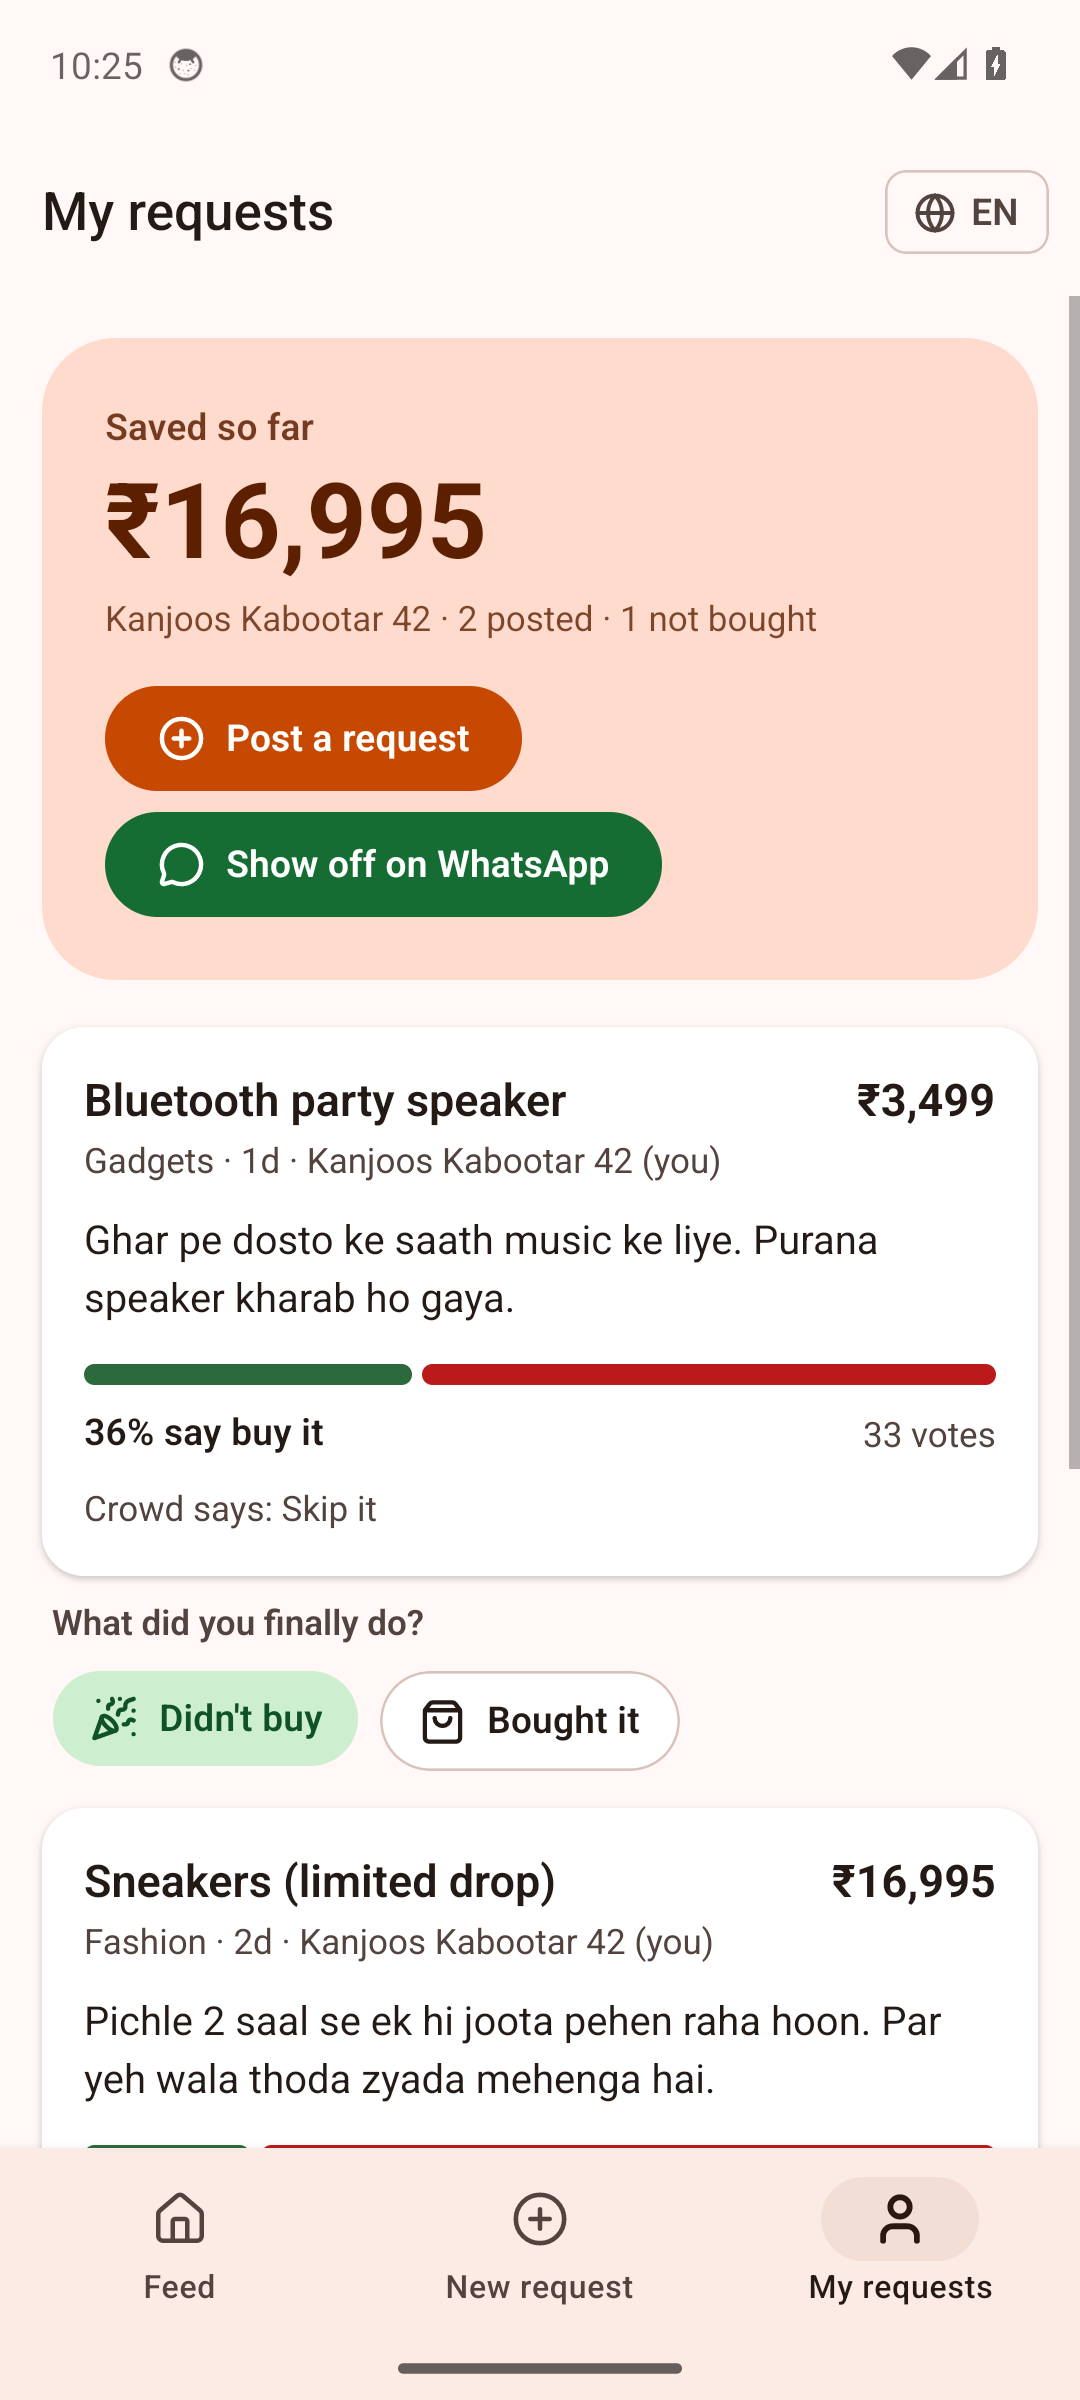 10:25
My requests
EN
Saved so far
₹16,995
Kanjoos Kabootar 42 · 2 posted · 1 not bought
Post a request
Show off on WhatsApp
Bluetooth party speaker
₹3,499
Gadgets · 1d · Kanjoos Kabootar 42 (you)
Ghar pe dosto ke saath music ke liye. Purana
speaker kharab ho gaya.
36% say buy it
33 votes
Crowd says: Skip it
What did you finally do?
Didn't buy
Bought it
Sneakers (limited drop)
₹16,995
Fashion · 2d · Kanjoos Kabootar 42 (you)
Pichle 2 saal se ek hi joota pehen raha hoon. Par
yeh wala thoda zyada mehenga hai.
Feed
New request
My requests